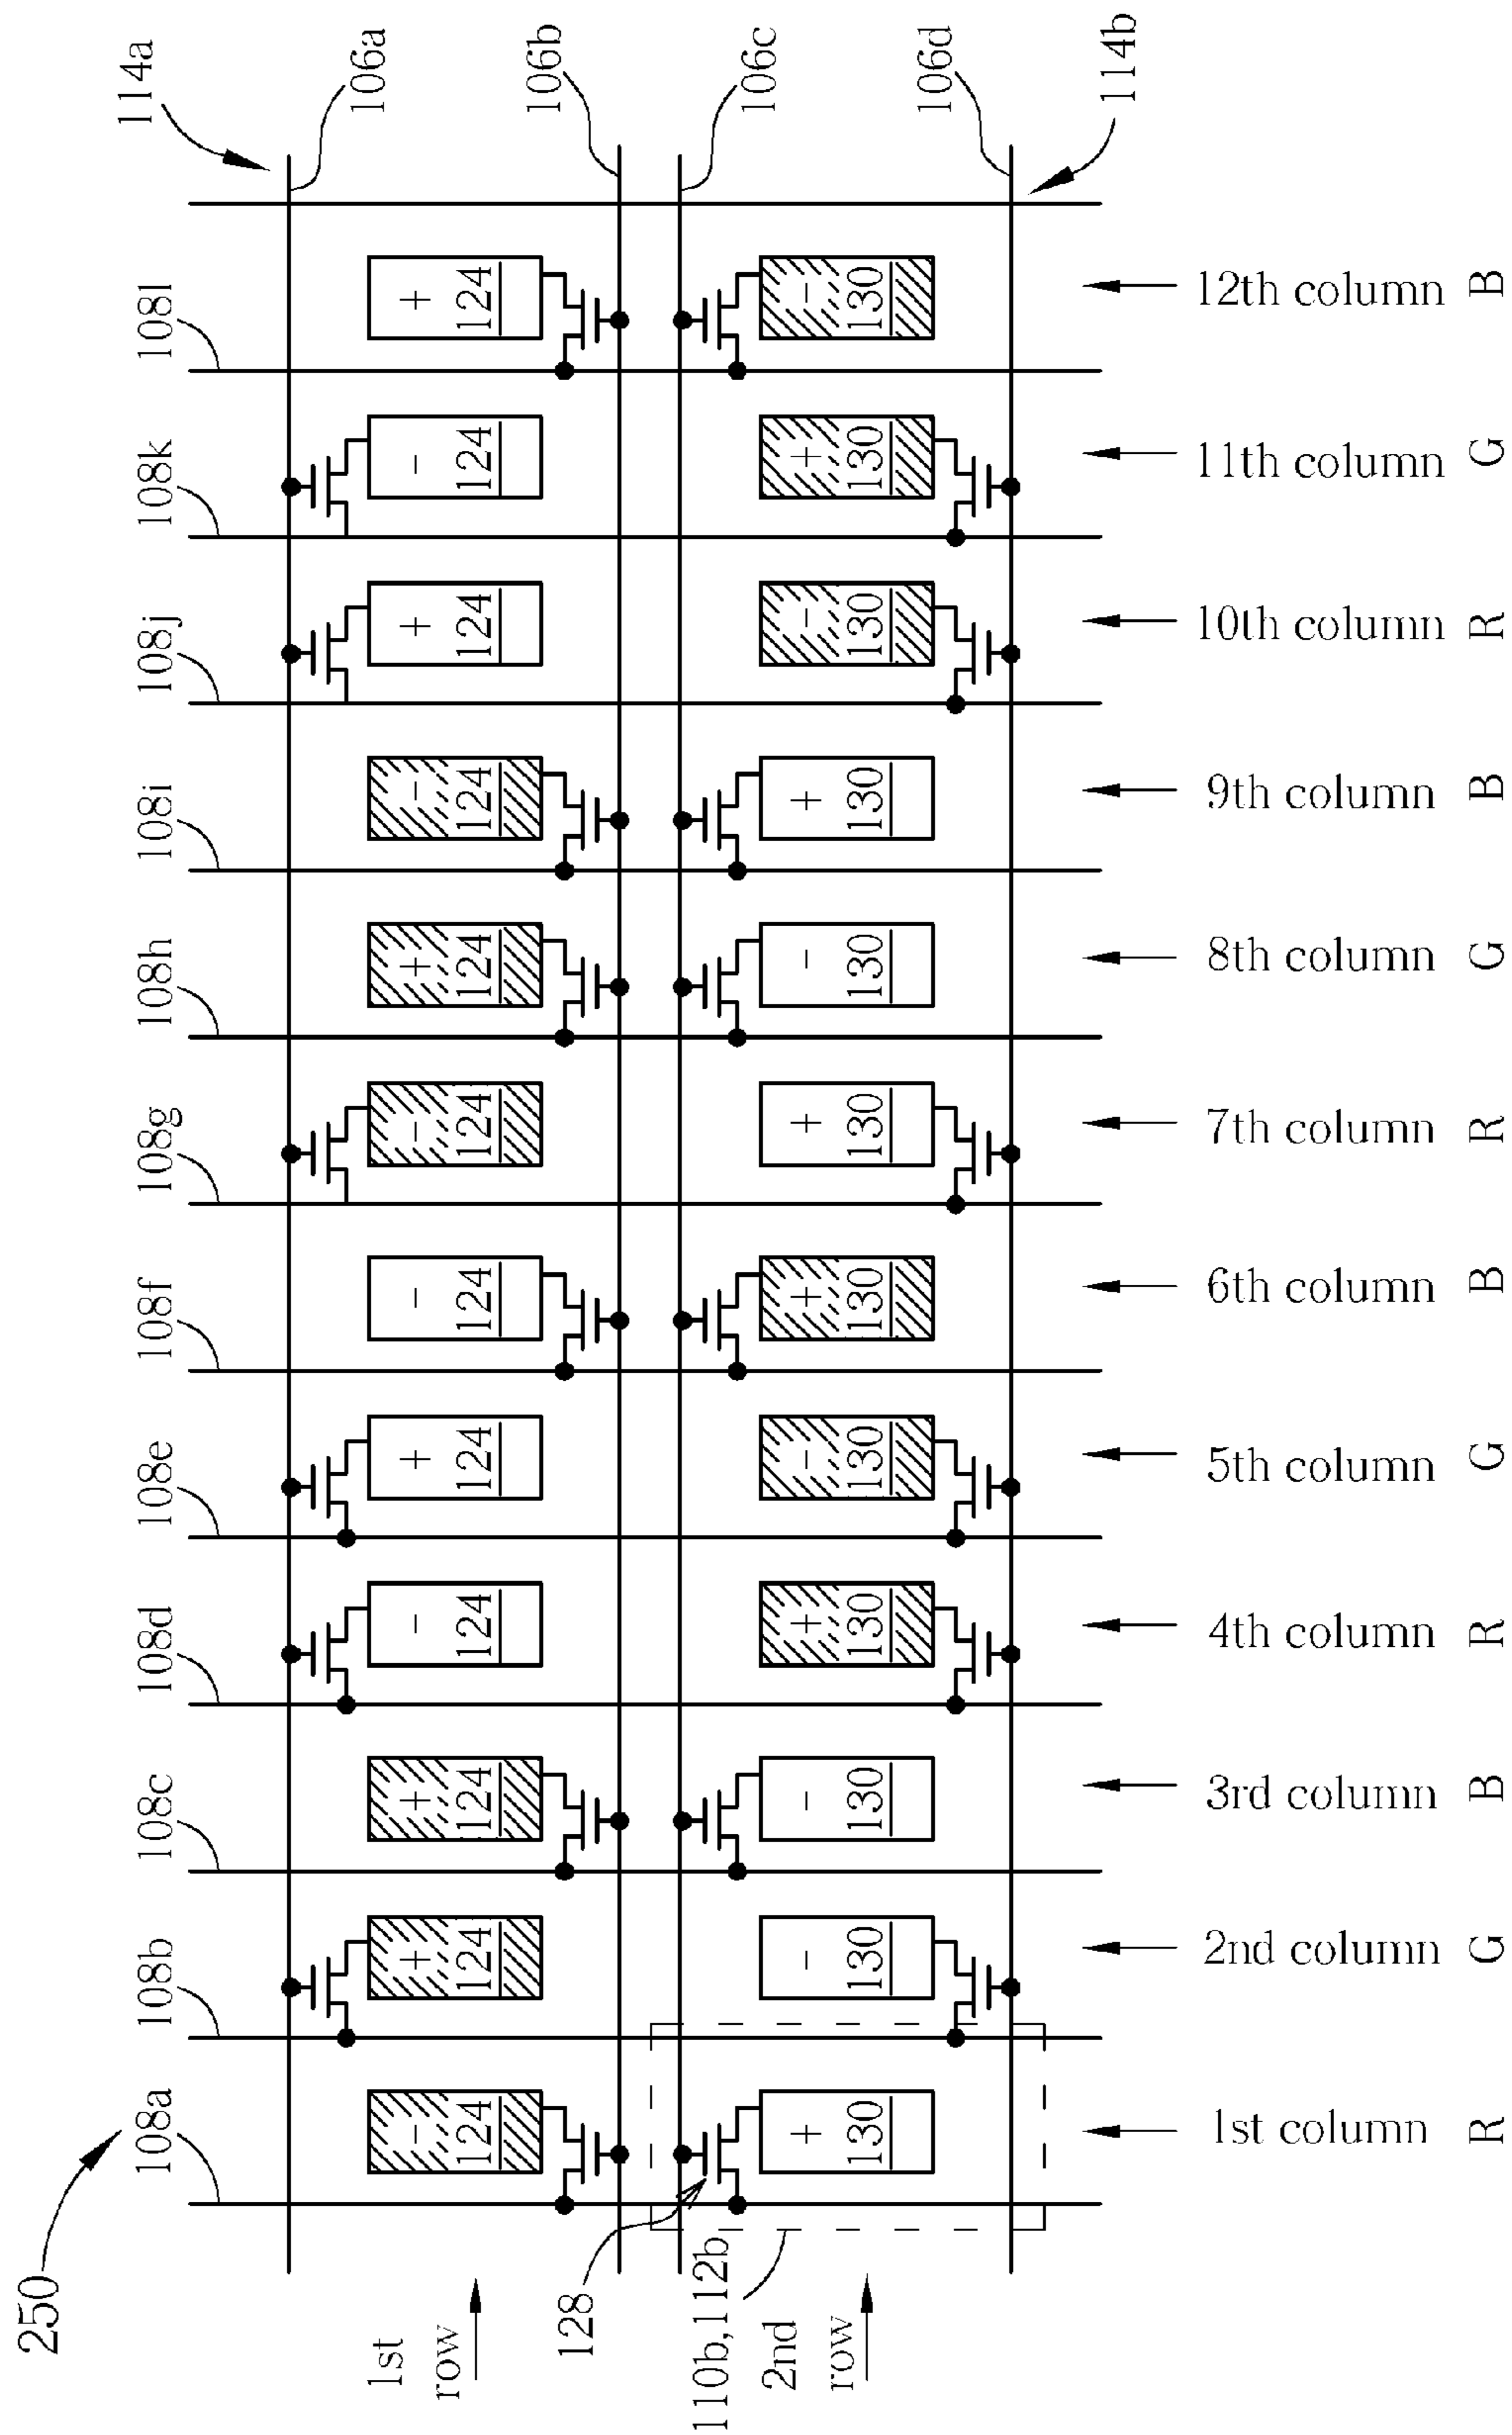 250
108a
108b
108c
108d
108e
108f
108g
108h
108i
108j
108k
108l
114a
106a
106b
106c
106d
114b
1st row
- 124
+ 124
+ 124
- 124
+ 124
- 124
- 124
+ 124
- 124
+ 124
- 124
+ 124
128
110b,112b
2nd row
+ 130
- 130
- 130
+ 130
- 130
+ 130
+ 130
- 130
+ 130
- 130
+ 130
- 130
1st column R
2nd column G
3rd column B
4th column R
5th column G
6th column B
7th column R
8th column G
9th column B
10th column R
11th column G
12th column B